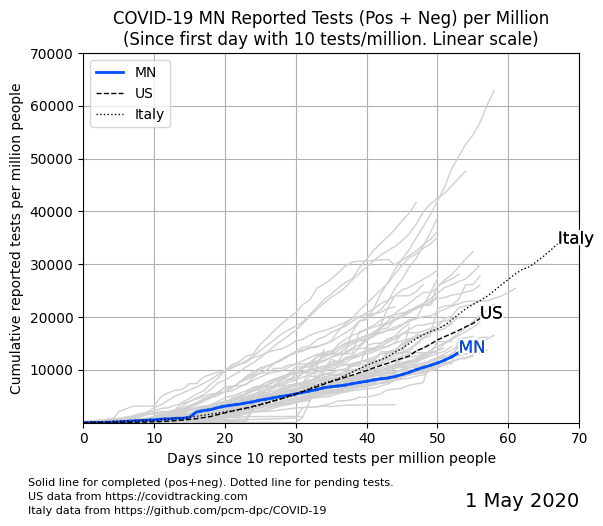 COVID-19 MN Reported Tests (Pos + Neg) per Million
(Since first day with 10 tests/million. Linear scale)
Cumulative reported tests per million people
70000
60000
50000
40000
30000
20000
10000
MN
US
Italy
Italy
US
MN
0 10 20 30 40 50 60 70
Days since 10 reported tests per million people
Solid line for completed (pos+neg). Dotted line for pending tests.
US data from https://covidtracking.com
Italy data from https://github.com/pcm-dpc/COVID-19
1 May 2020